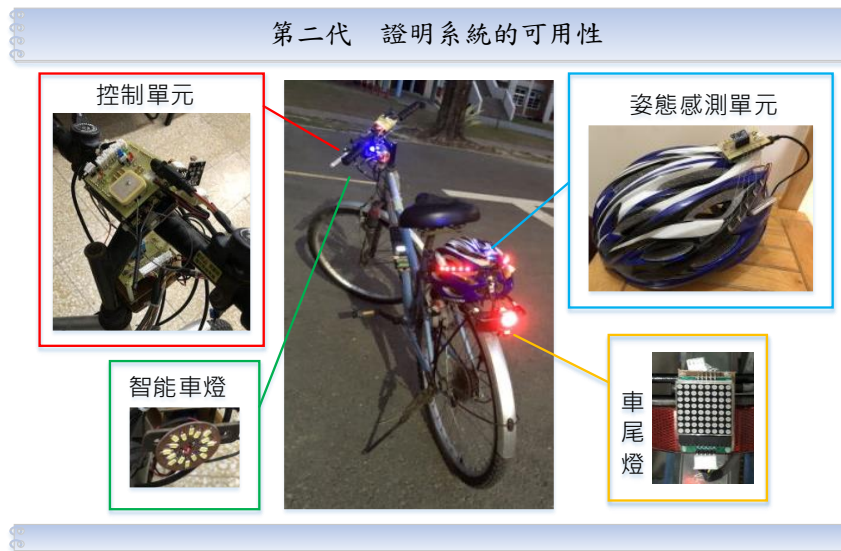 第二代　證明系統的可用性
控制單元
姿態感測單元
智能車燈
車尾燈